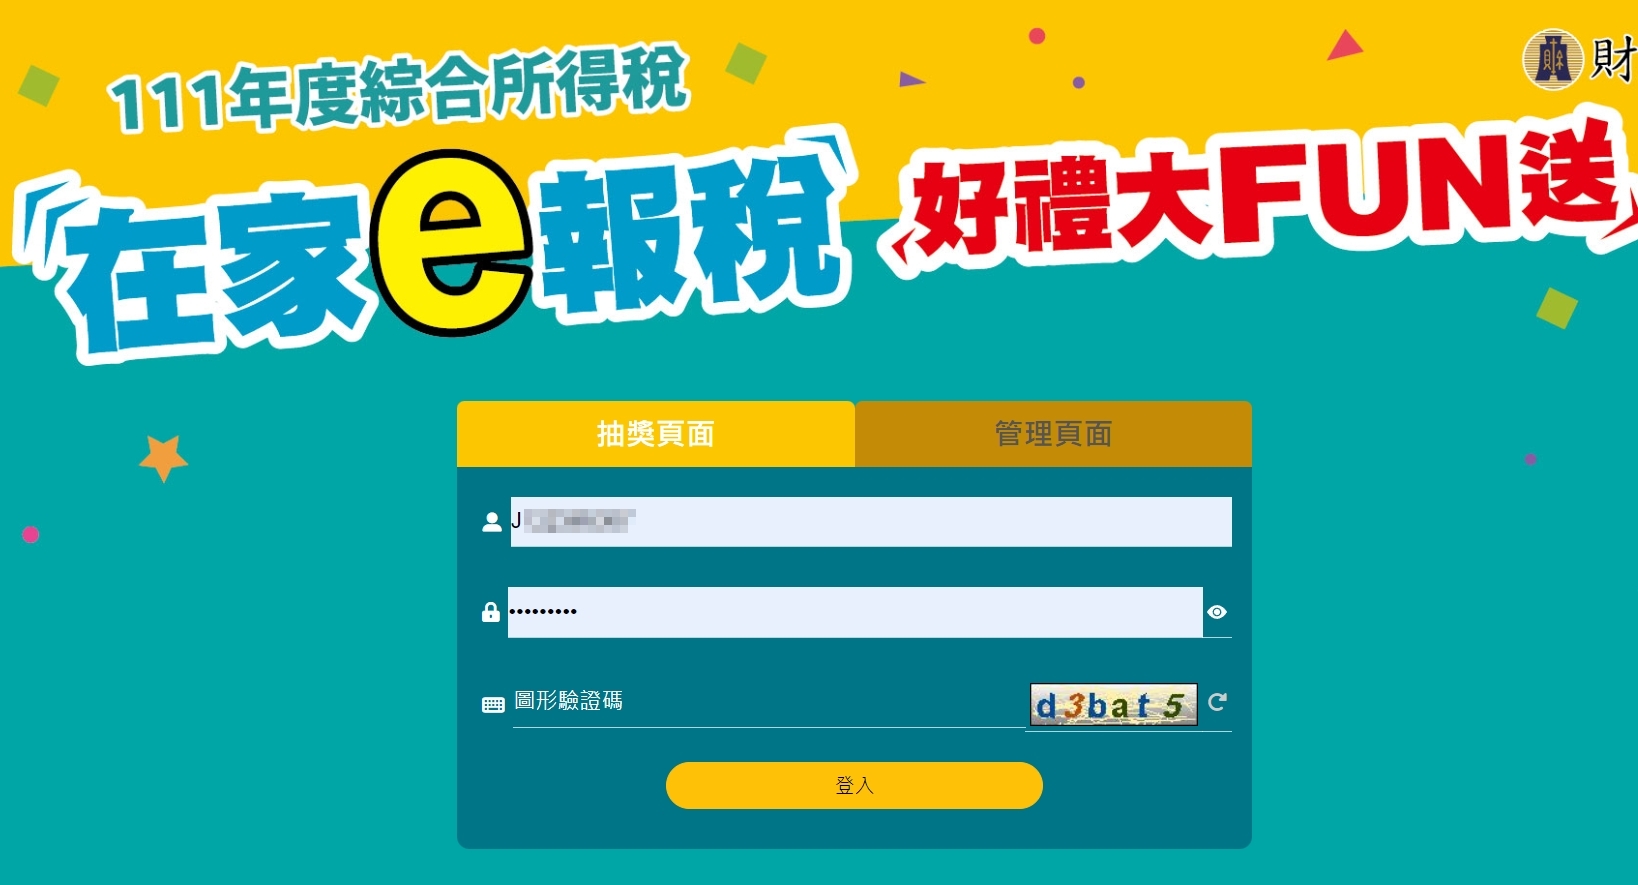 111年度綜合所得稅
財
「在家e報稅」
好禮大FUN送
抽獎頁面 管理頁面
J
圖形驗證碼 d3bat5
登入